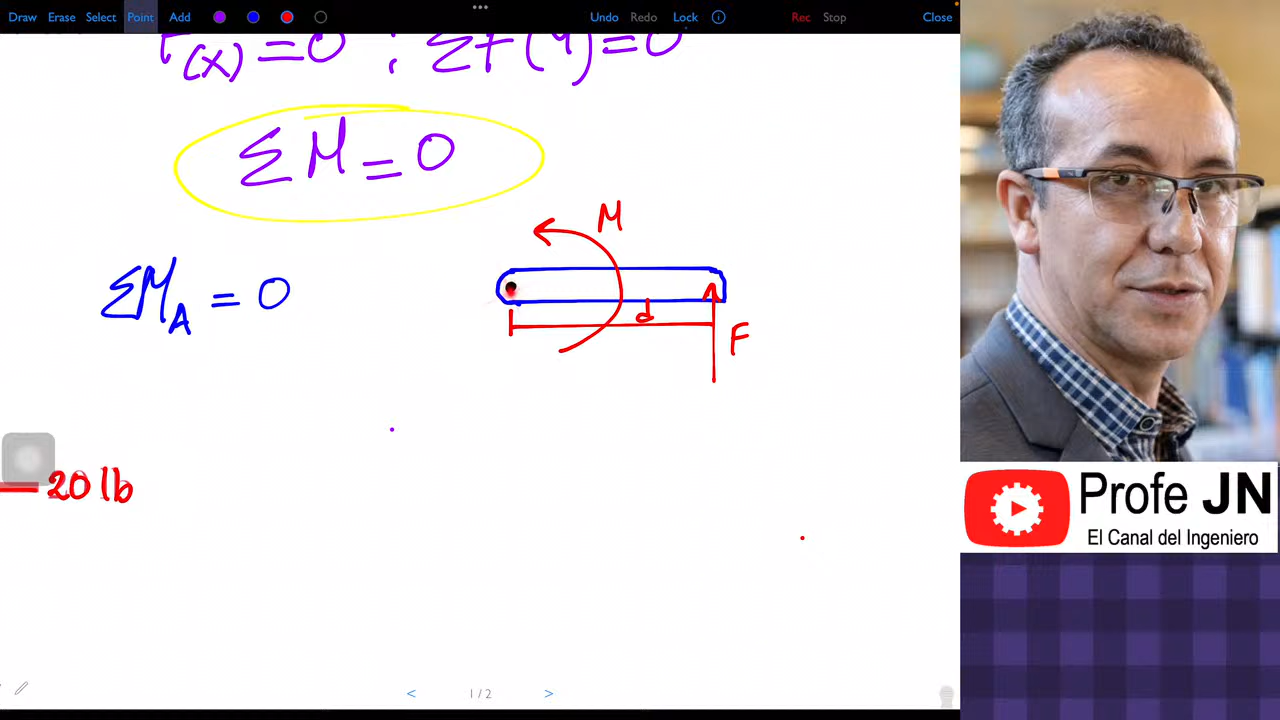 Draw Erase Select Point Add Undo Redo Lock Rec Stop Close
F(x)=0 ; ΣF(y)=0
ΣM=0
M
ΣM_A = 0
d
F
20 lb
Profe JN
El Canal del Ingeniero
< 1/2 >